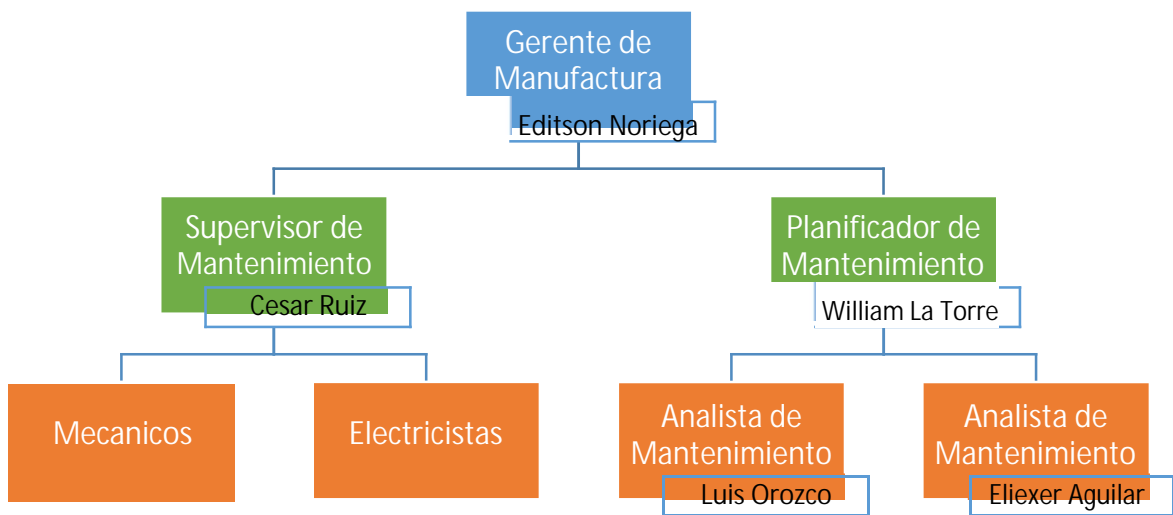 Gerente de
Manufactura
Editson Noriega
Supervisor de
Mantenimiento
Cesar Ruiz
Planificador de
Mantenimiento
William La Torre
Mecanicos
Electricistas
Analista de
Mantenimiento
Luis Orozco
Analista de
Mantenimiento
Eliexer Aguilar